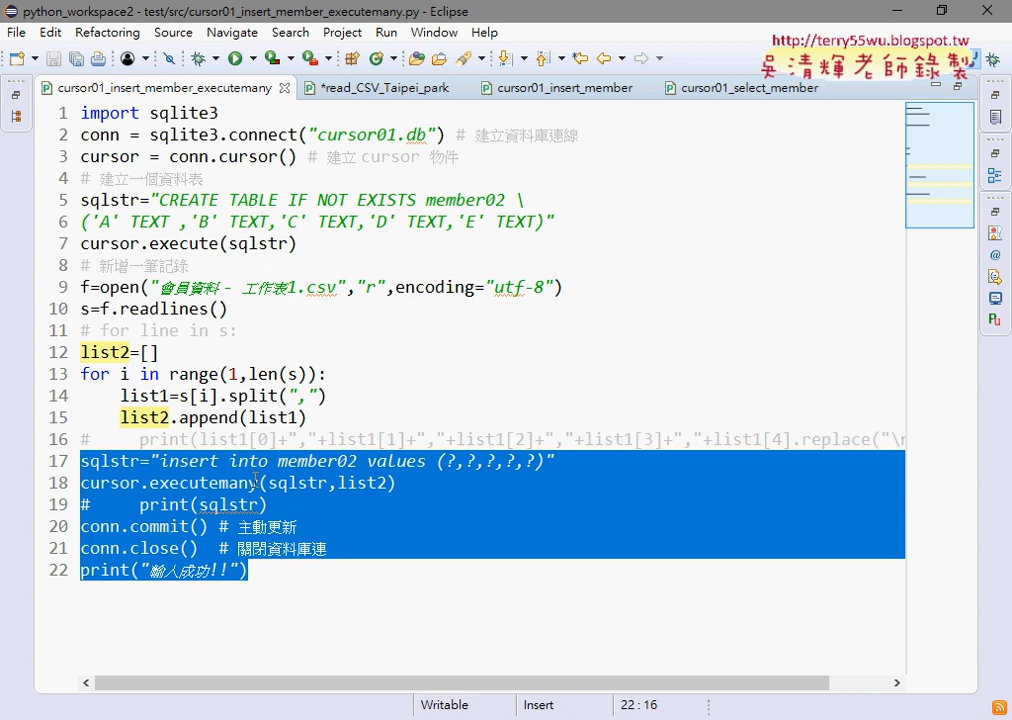 python_workspace2 - test/src/cursor01_insert_member_executemany.py - Eclipse
File Edit Refactoring Source Navigate Search Project Run Window Help
http://terry55wu.blogspot.tw
吳清輝老師錄製
cursor01_insert_member_executemany
*read_CSV_Taipei_park
cursor01_insert_member
cursor01_select_member
1 import sqlite3
2 conn = sqlite3.connect("cursor01.db") # 建立資料庫連線
3 cursor = conn.cursor() # 建立 cursor 物件
4 # 建立一個資料表
5 sqlstr="CREATE TABLE IF NOT EXISTS member02 \
6 ('A' TEXT ,'B' TEXT,'C' TEXT,'D' TEXT,'E' TEXT)"
7 cursor.execute(sqlstr)
8 # 新增一筆記錄
9 f=open("會員資料 - 工作表1.csv","r",encoding="utf-8")
10 s=f.readlines()
11 # for line in s:
12 list2=[]
13 for i in range(1,len(s)):
14 list1=s[i].split(",")
15 list2.append(list1)
16 # print(list1[0]+","+list1[1]+","+list1[2]+","+list1[3]+","+list1[4].replace("\n
17 sqlstr="insert into member02 values (?,?,?,?,?)"
18 cursor.executemany(sqlstr,list2)
19 # print(sqlstr)
20 conn.commit() # 主動更新
21 conn.close() # 關閉資料庫連
22 print("輸入成功!!")
Writable Insert 22 : 16